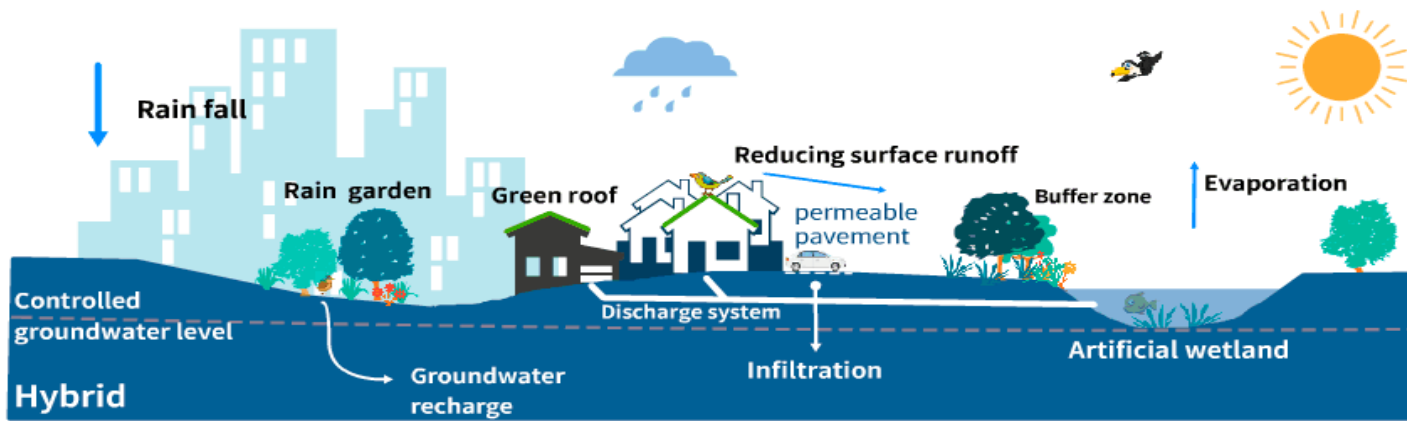 Rain fall
Rain garden
Green roof
Reducing surface runoff
permeable
pavement
Buffer zone
Evaporation
Controlled
groundwater level
Discharge system
Infiltration
Artificial wetland
Groundwater
recharge
Hybrid